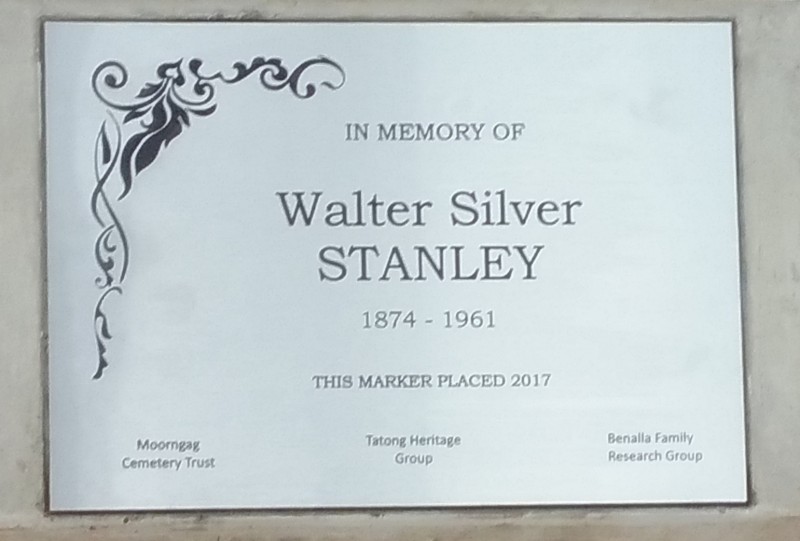 IN MEMORY OF
Walter Silver
STANLEY
1874 - 1961
THIS MARKER PLACED 2017
Moorngag
Cemetery Trust
Tatong Heritage
Group
Benalla Family
Research Group